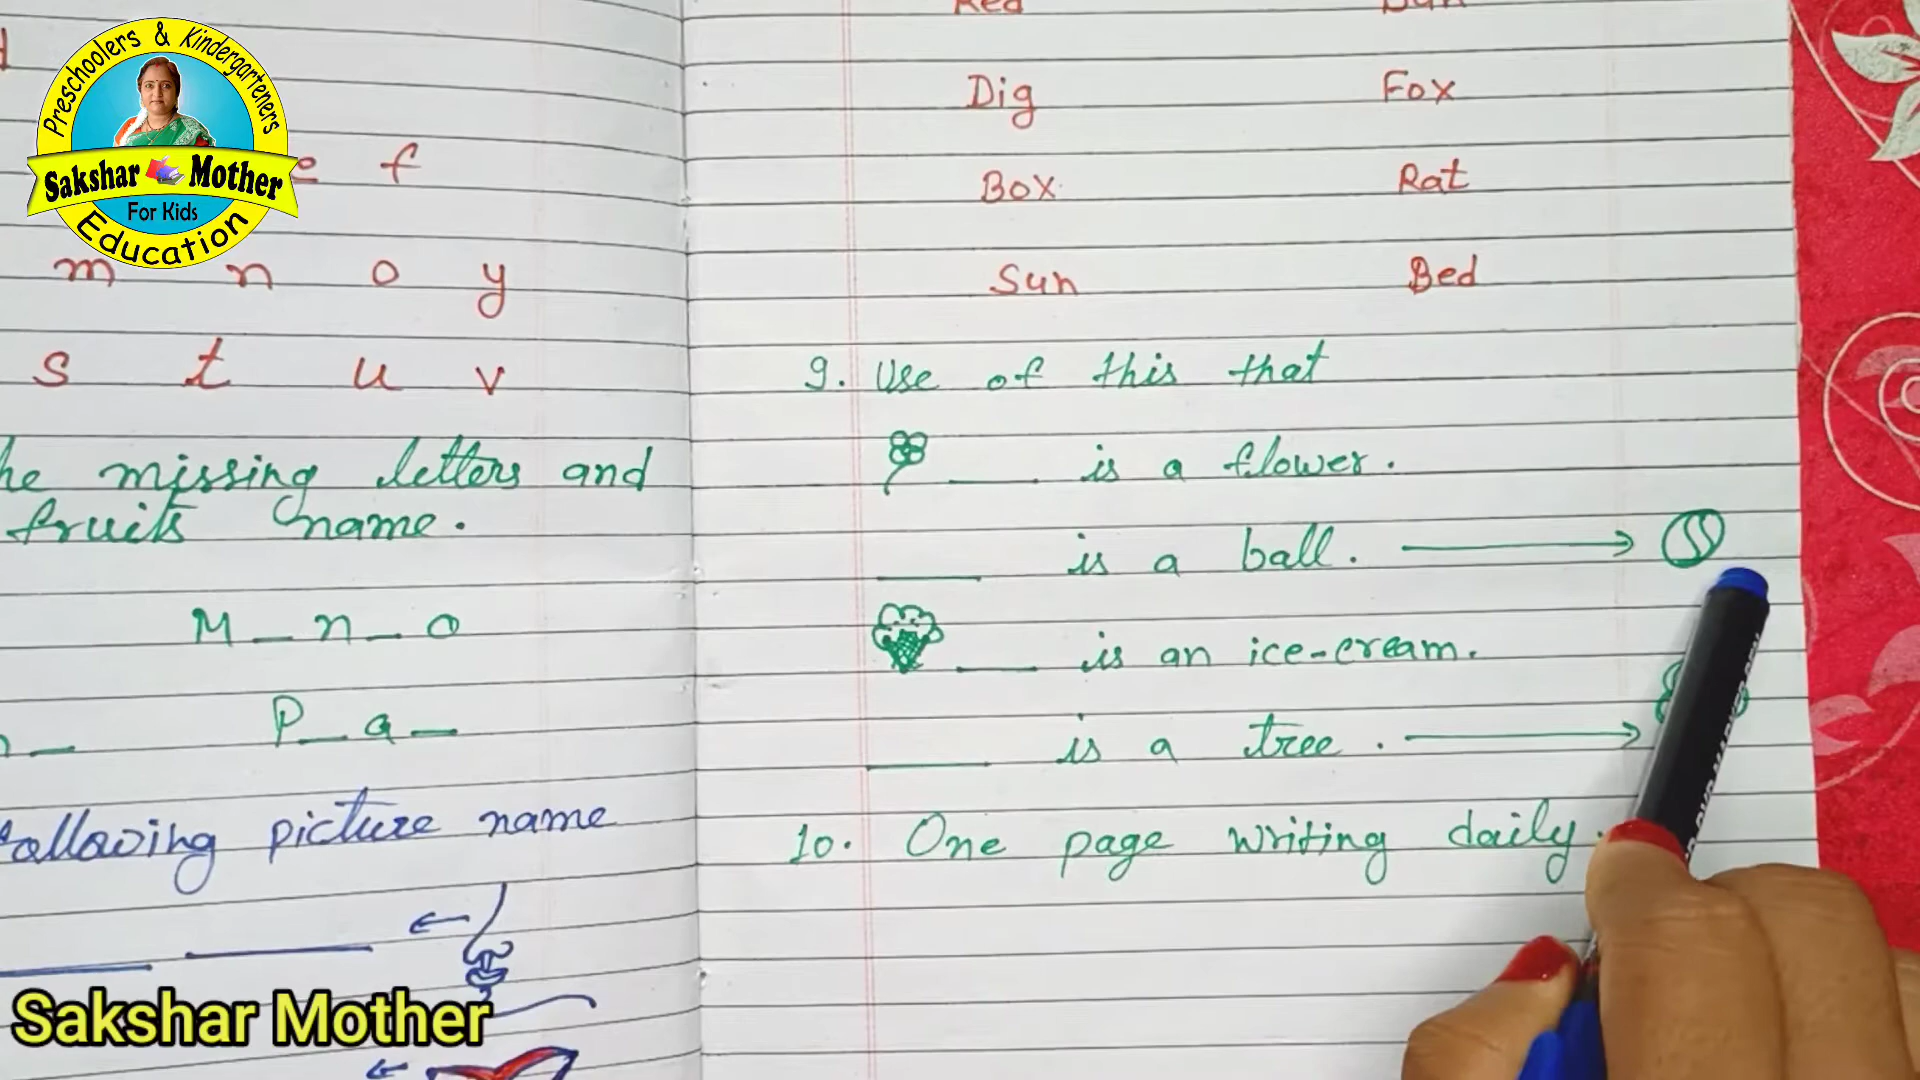 Preschoolers & Kindergarteners
Sakshar Mother
For Kids
Education
e f
m n o y
s t u v
he missing letters and
fruits name.
M _ n _ o
P _ a _
following picture name
Sakshar Mother
Red
Dig Fox
Box Rat
Sun Bed
9. Use of this that
____ is a flower.
____ is a ball.
____ is an ice-cream.
____ is a tree.
10. One page writing daily.